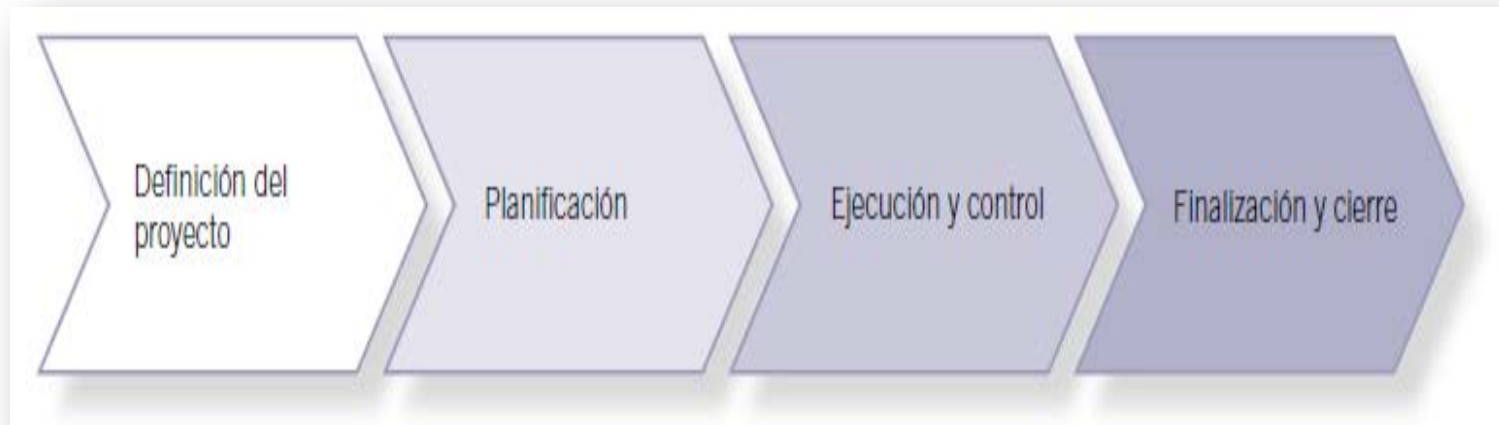 Definición del
proyecto
Planificación
Ejecución y control
Finalización y cierre